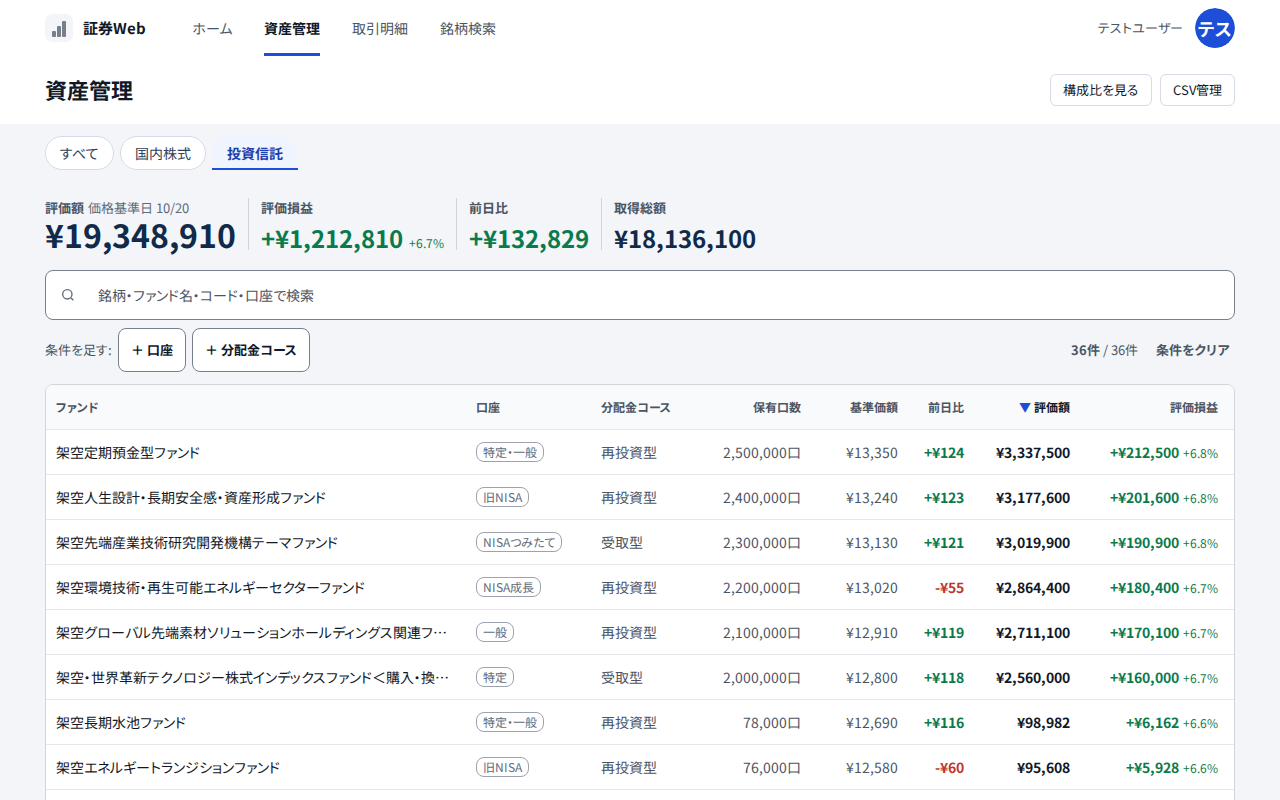 証券Web ホーム 資産管理 取引明細 銘柄検索 テストユーザー テス
資産管理 構成比を見る CSV管理
すべて 国内株式 投資信託
評価額 価格基準日 10/20 評価損益 前日比 取得総額
¥19,348,910 +¥1,212,810 +6.7% +¥132,829 ¥18,136,100
銘柄・ファンド名・コード・口座で検索
条件を足す: + 口座 + 分配金コース 36件 / 36件 条件をクリア
ファンド 口座 分配金コース 保有口数 基準価額 前日比 ▼ 評価額 評価損益
架空定期預金型ファンド 特定・一般 再投資型 2,500,000口 ¥13,350 +¥124 ¥3,337,500 +¥212,500 +6.8%
架空人生設計・長期安全感・資産形成ファンド 旧NISA 再投資型 2,400,000口 ¥13,240 +¥123 ¥3,177,600 +¥201,600 +6.8%
架空先端産業技術研究開発機構テーマファンド NISAつみたて 受取型 2,300,000口 ¥13,130 +¥121 ¥3,019,900 +¥190,900 +6.8%
架空環境技術・再生可能エネルギーセクターファンド NISA成長 再投資型 2,200,000口 ¥13,020 -¥55 ¥2,864,400 +¥180,400 +6.7%
架空グローバル先端素材ソリューションホールディングス関連フ… 一般 再投資型 2,100,000口 ¥12,910 +¥119 ¥2,711,100 +¥170,100 +6.7%
架空・世界革新テクノロジー株式インデックスファンド＜購入・換… 特定 受取型 2,000,000口 ¥12,800 +¥118 ¥2,560,000 +¥160,000 +6.7%
架空長期水池ファンド 特定・一般 再投資型 78,000口 ¥12,690 +¥116 ¥98,982 +¥6,162 +6.6%
架空エネルギートランジションファンド 旧NISA 再投資型 76,000口 ¥12,580 -¥60 ¥95,608 +¥5,928 +6.6%